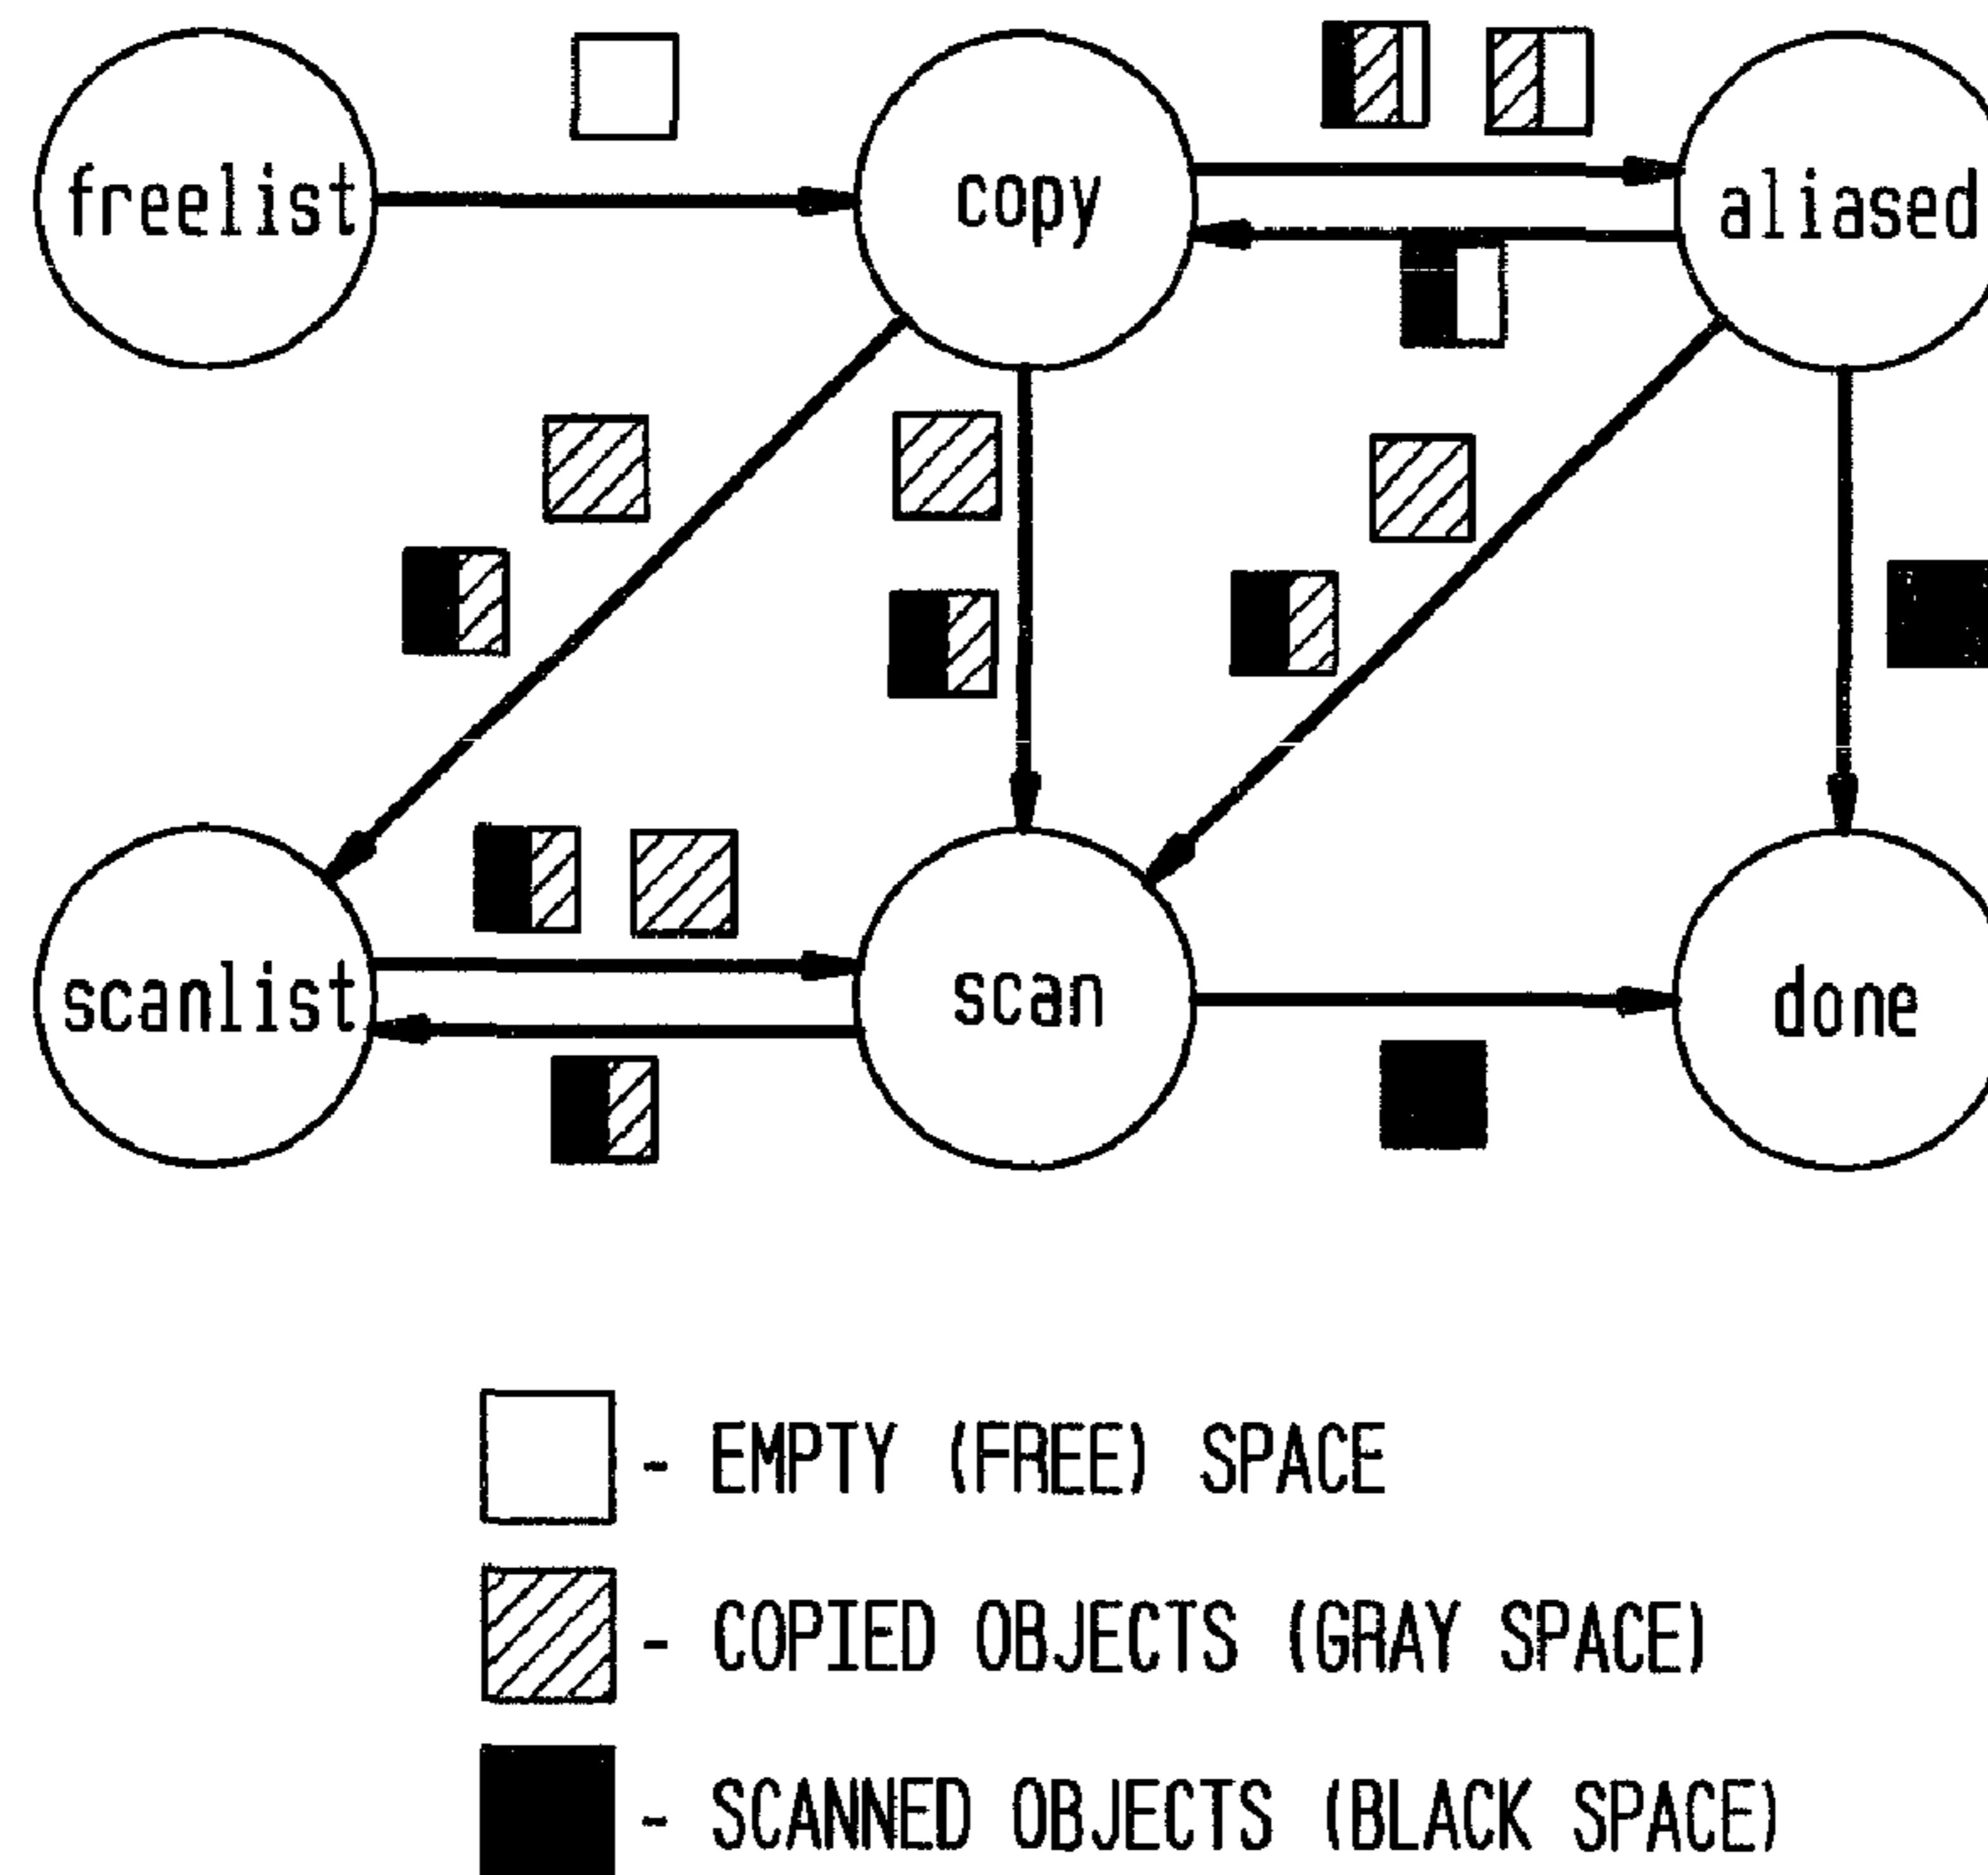 freelist
copy
aliased
scanlist
scan
done
- EMPTY (FREE) SPACE
- COPIED OBJECTS (GRAY SPACE)
- SCANNED OBJECTS (BLACK SPACE)